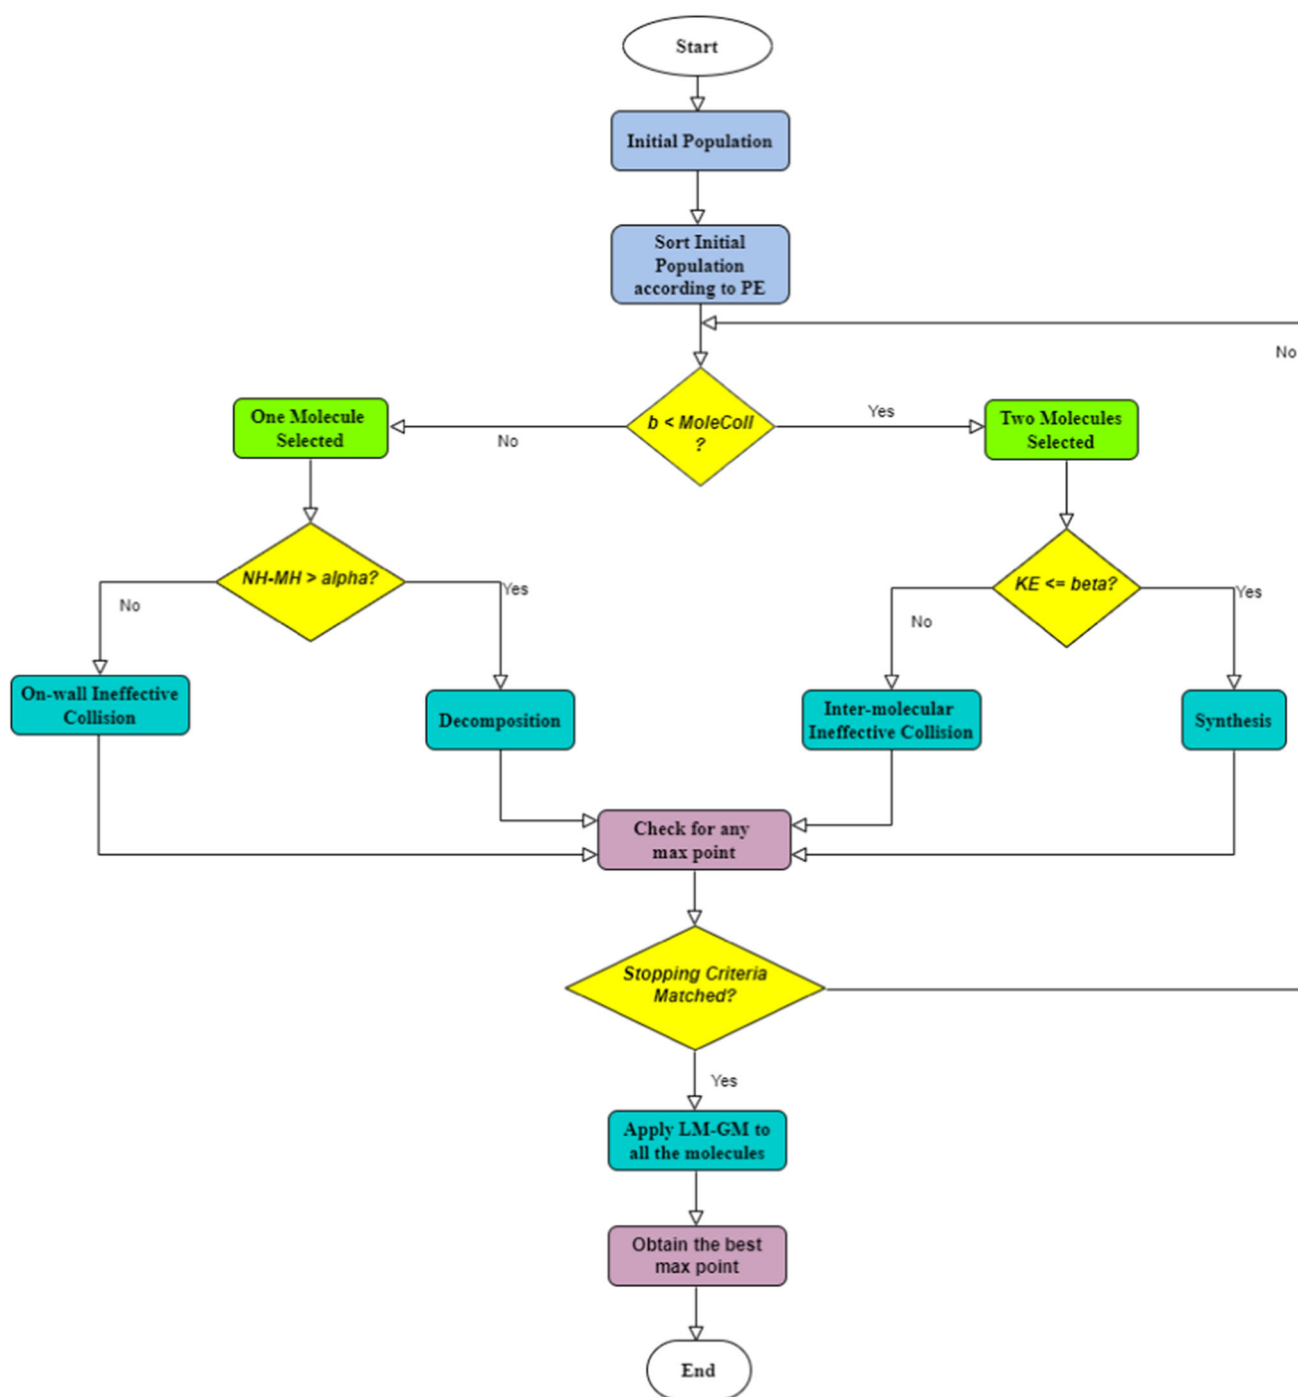 Start
Initial Population
Sort Initial
Population
according to PE
No
b < MoleColl
?
No
Yes
One Molecule
Selected
Two Molecules
Selected
NH-MH > alpha?
No
Yes
KE <= beta?
No
Yes
On-wall Ineffective
Collision
Decomposition
Inter-molecular
Ineffective Collision
Synthesis
Check for any
max point
Stopping Criteria
Matched?
Yes
Apply LM-GM to
all the molecules
Obtain the best
max point
End